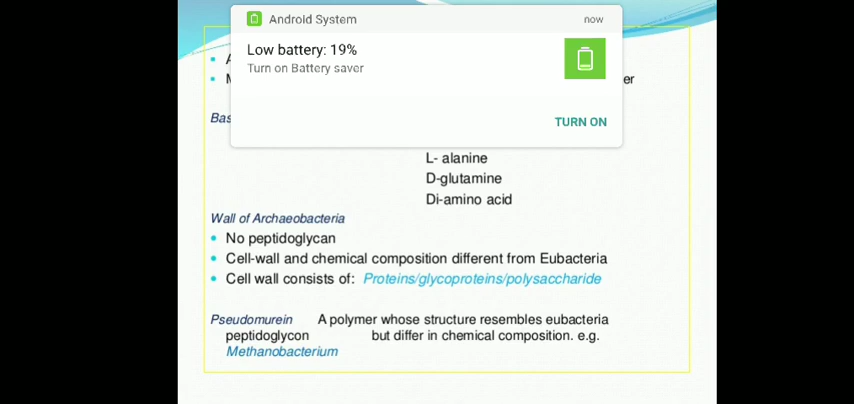 Android System
now
Low battery: 19%
Turn on Battery saver
TURN ON
L- alanine
D-glutamine
Di-amino acid
Wall of Archaeobacteria
• No peptidoglycan
• Cell-wall and chemical composition different from Eubacteria
• Cell wall consists of: Proteins/glycoproteins/polysaccharide
Pseudomurein A polymer whose structure resembles eubacteria
peptidoglycon but differ in chemical composition. e.g.
Methanobacterium